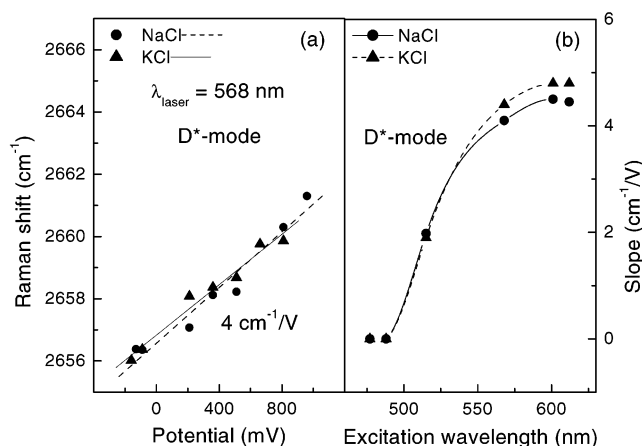 NaCl
KCl
(a)
λlaser = 568 nm
D*-mode
4 cm⁻¹/V
2666
2664
2661
2660
2658
2656
Raman shift (cm⁻¹)
0 400 800
Potential (mV)
NaCl
KCl
(b)
D*-mode
6
4
2
0
Slope (cm⁻¹/V)
500 550 600
Excitation wavelength (nm)